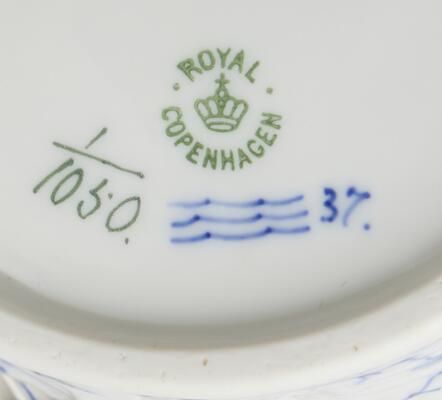 ROYAL
COPENHAGEN
1
1050.
37.